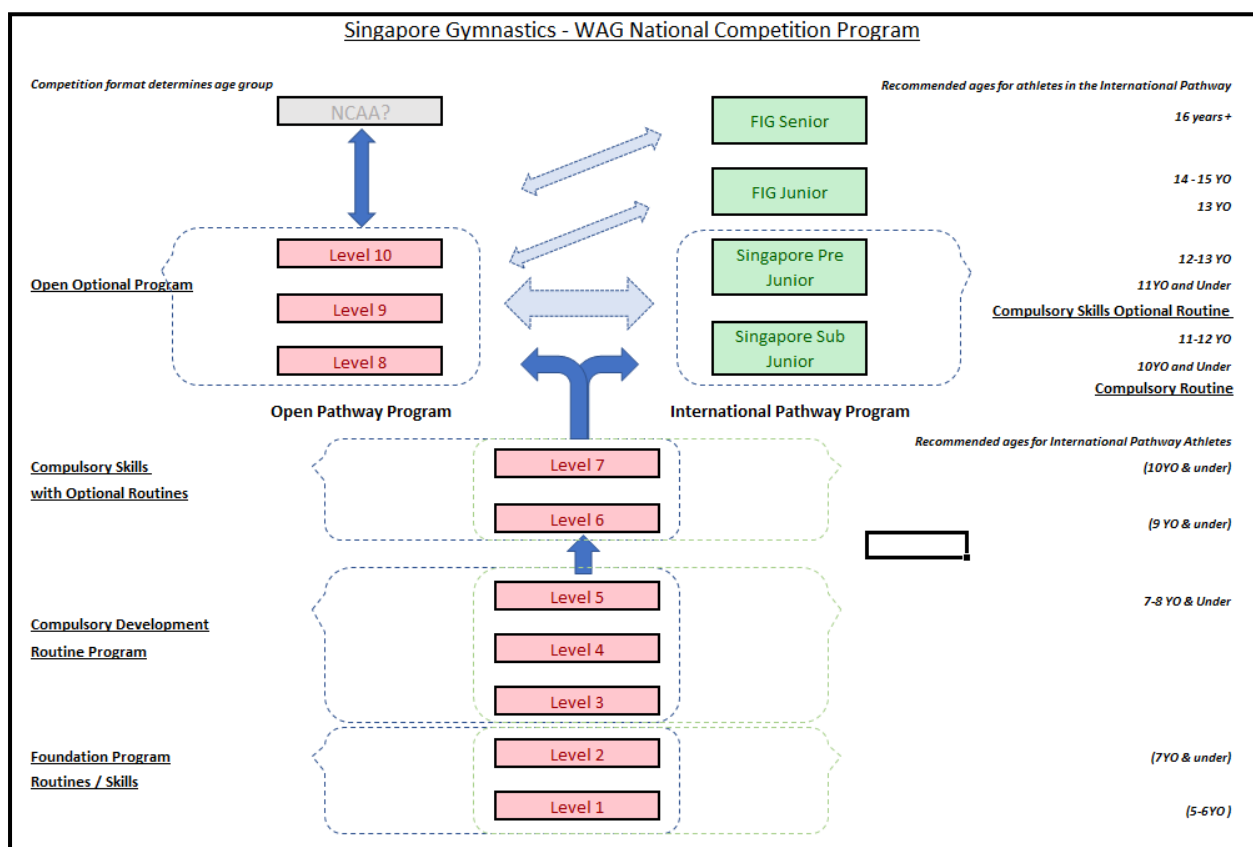 Singapore Gymnastics - WAG National Competition Program
Competition format determines age group
Recommended ages for athletes in the International Pathway
NCAA?
FIG Senior
16 years +
FIG Junior
14 - 15 YO
13 YO
Level 10
Singapore Pre
Junior
12-13 YO
Open Optional Program
11YO and Under
Level 9
Compulsory Skills Optional Routine
Singapore Sub
Junior
11-12 YO
Level 8
10YO and Under
Compulsory Routine
Open Pathway Program
International Pathway Program
Recommended ages for International Pathway Athletes
Compulsory Skills
with Optional Routines
Level 7
(10YO & under)
Level 6
(9 YO & under)
Level 5
7-8 YO & Under
Compulsory Development
Routine Program
Level 4
Level 3
Foundation Program
Routines / Skills
Level 2
(7YO & under)
Level 1
(5-6YO )